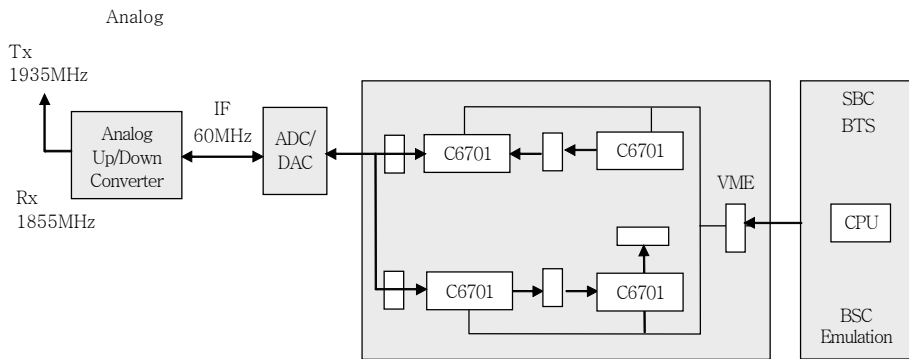 Analog
Tx
1935MHz
Analog
Up/Down
Converter
Rx
1855MHz
IF
60MHz
ADC/
DAC
C6701
C6701
C6701
C6701
VME
SBC
BTS
CPU
BSC
Emulation